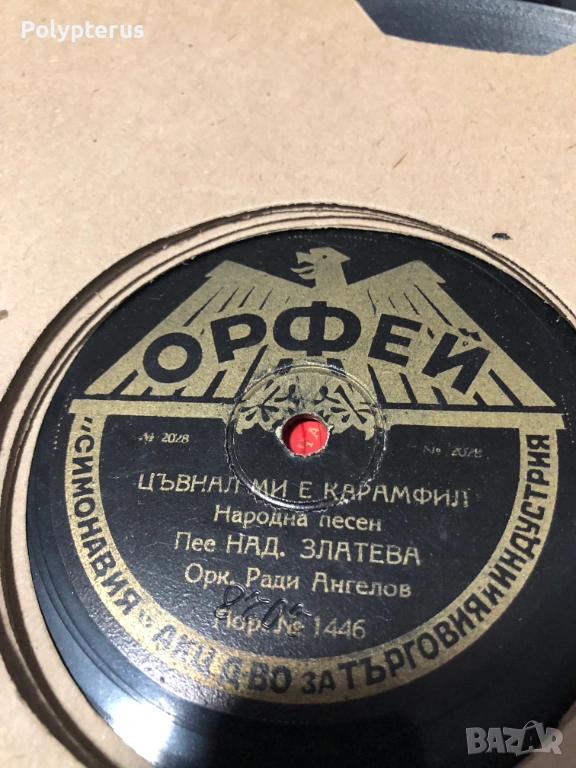 Polypterus
ОРФЕЙ
№ 2028
№ 2028
ЦЪВНАЛ МИ Е КАРАМФИЛ
Народна песен
Пее НАД. ЗЛАТЕВА
Орк. Ради Ангелов
Пор. № 1446
"СИМОНАВИЯ" АКЦ. Д-ВО ЗА ТЪРГОВИЯ И ИНДУСТРИЯ
BAZAR